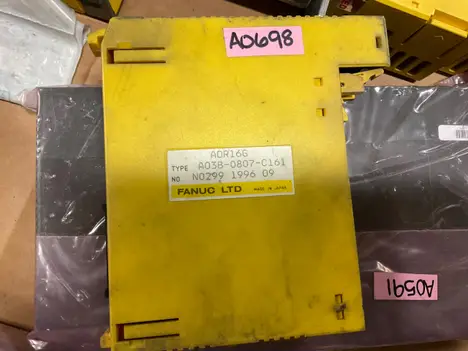 A0698
AOR16G
TYPE A03B-0807-C161
NO N0299 1996 09
FANUC LTD MADE IN JAPAN
A0591